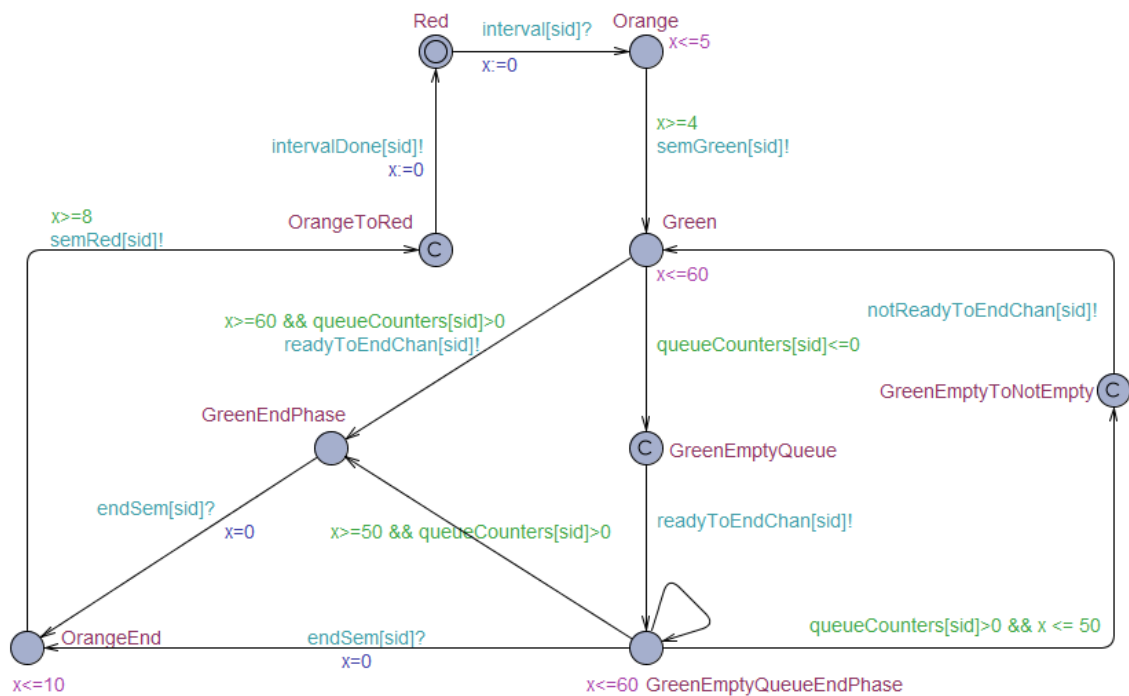 Red
interval[sid]?
x:=0
Orange
x<=5
x>=4
semGreen[sid]!
intervalDone[sid]!
x:=0
x>=8
semRed[sid]!
OrangeToRed
C
Green
x<=60
x>=60 && queueCounters[sid]>0
readyToEndChan[sid]!
queueCounters[sid]<=0
notReadyToEndChan[sid]!
GreenEmptyToNotEmpty
C
GreenEndPhase
C
GreenEmptyQueue
endSem[sid]?
x=0
x>=50 && queueCounters[sid]>0
readyToEndChan[sid]!
OrangeEnd
x<=10
endSem[sid]?
x=0
queueCounters[sid]>0 && x <= 50
x<=60
GreenEmptyQueueEndPhase